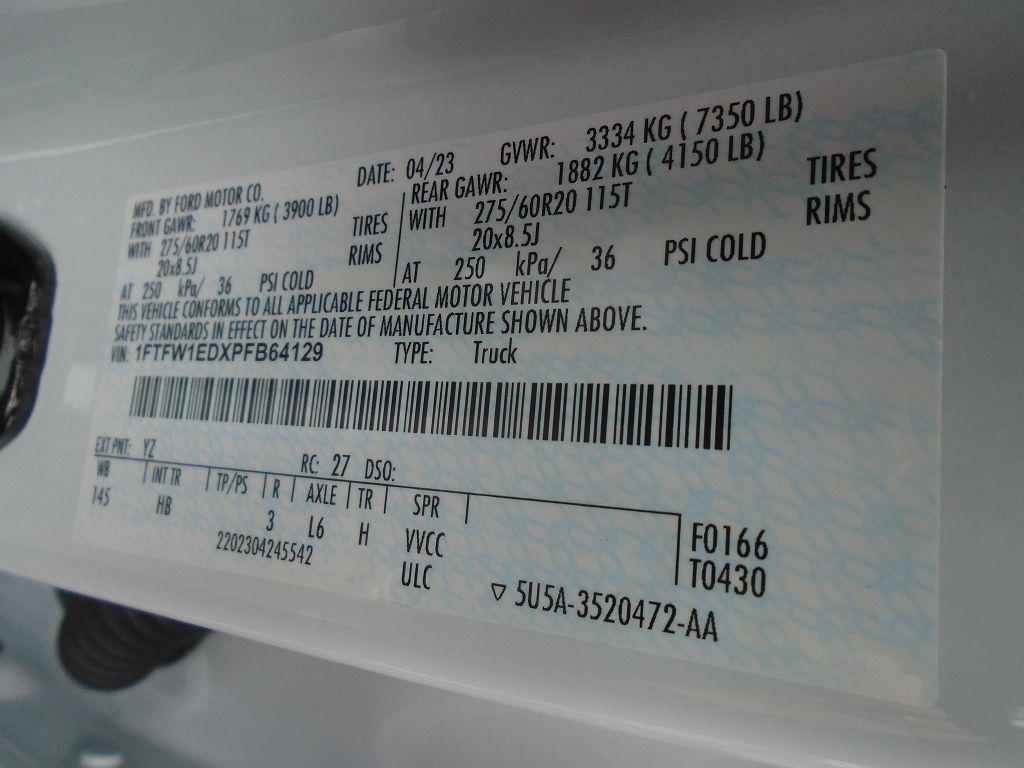 MFD. BY FORD MOTOR CO. DATE: 04/23 GVWR: 3334 KG ( 7350 LB)
FRONT GAWR: 1769 KG ( 3900 LB) REAR GAWR: 1882 KG ( 4150 LB)
WITH 275/60R20 115T TIRES WITH 275/60R20 115T TIRES
20x8.5J RIMS 20x8.5J RIMS
AT 250 kPa/ 36 PSI COLD AT 250 kPa/ 36 PSI COLD
THIS VEHICLE CONFORMS TO ALL APPLICABLE FEDERAL MOTOR VEHICLE
SAFETY STANDARDS IN EFFECT ON THE DATE OF MANUFACTURE SHOWN ABOVE.
VIN: 1FTFW1EDXPFB64129 TYPE: Truck
EXT PNT: YZ RC: 27 DSO:
WB INT TR TP/PS R AXLE TR SPR
145 HB 3 L6 H VVCC F0166
2202304245542 ULC T0430
▽ 5U5A-3520472-AA